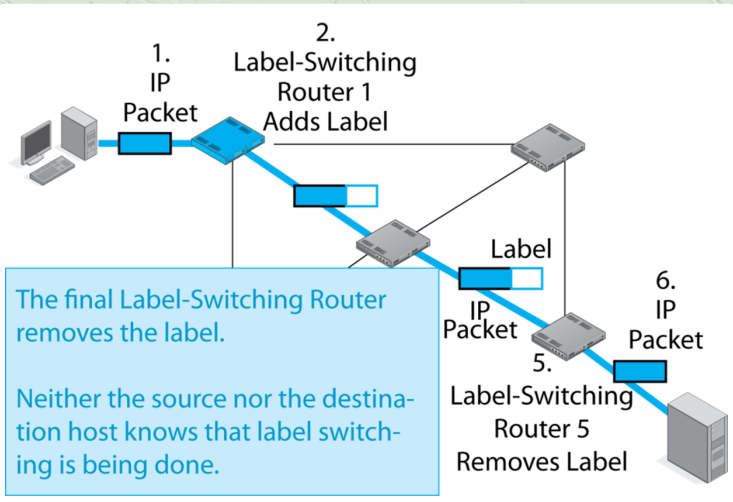 1.
IP
Packet
2.
Label-Switching
Router 1
Adds Label
Label
IP
Packet
6.
IP
Packet
5.
Label-Switching
Router 5
Removes Label
The final Label-Switching Router
removes the label.
Neither the source nor the destina-
tion host knows that label switch-
ing is being done.